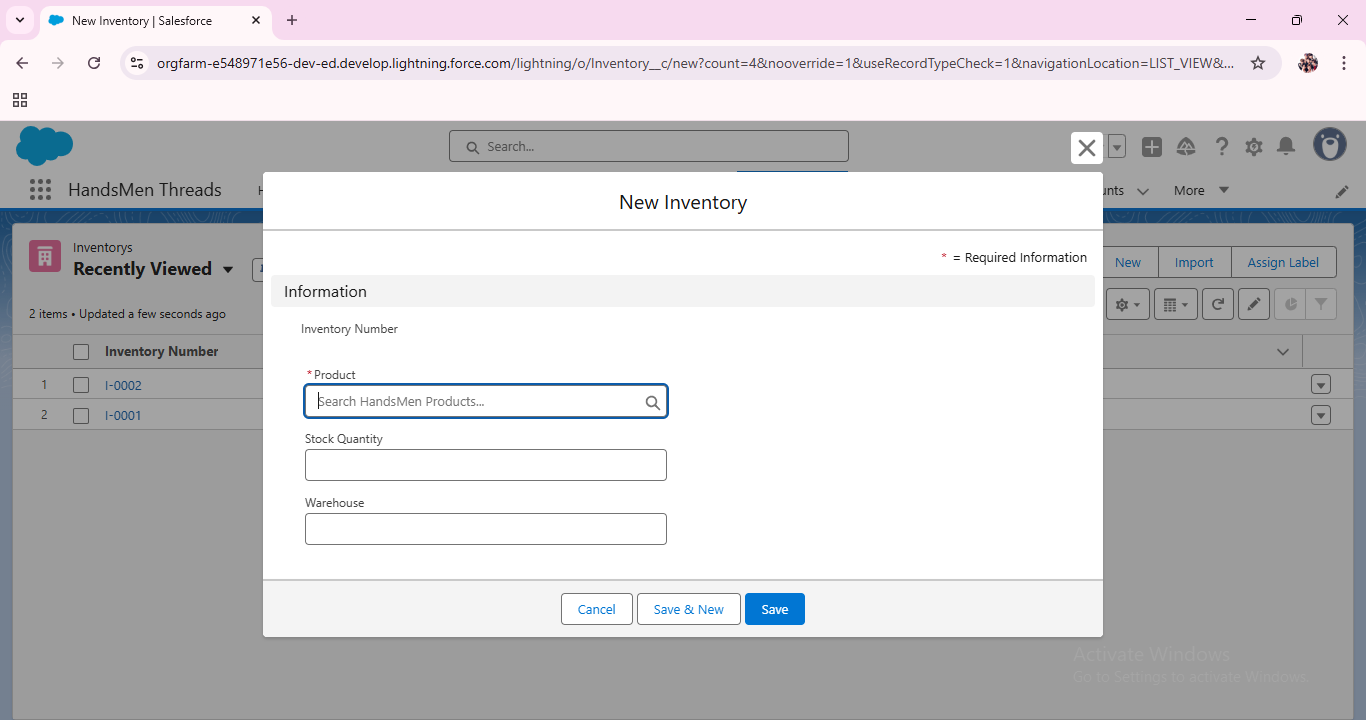 New Inventory | Salesforce
orgfarm-e548971e56-dev-ed.develop.lightning.force.com/lightning/o/Inventory__c/new?count=4&nooverride=1&useRecordTypeCheck=1&navigationLocation=LIST_VIEW&...
Search...
HandsMen Threads
More
New Inventory
Inventorys
Recently Viewed
New
Import
Assign Label
* = Required Information
Information
2 items • Updated a few seconds ago
Inventory Number
Inventory Number
*Product
Search HandsMen Products...
1
I-0002
2
I-0001
Stock Quantity
Warehouse
Cancel
Save & New
Save
Activate Windows
Go to Settings to activate Windows.